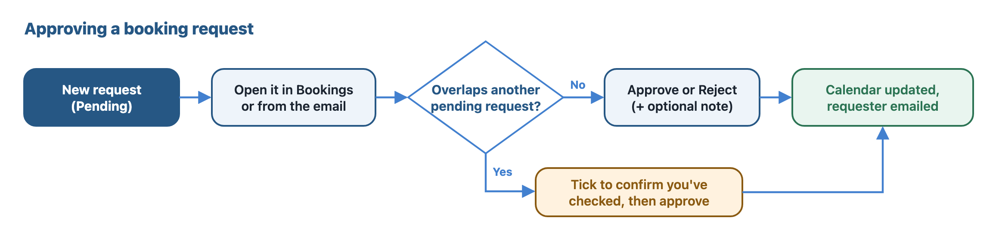 Approving a booking request
New request
(Pending)
Open it in Bookings
or from the email
Overlaps another
pending request?
No
Approve or Reject
(+ optional note)
Calendar updated,
requester emailed
Yes
Tick to confirm you've
checked, then approve